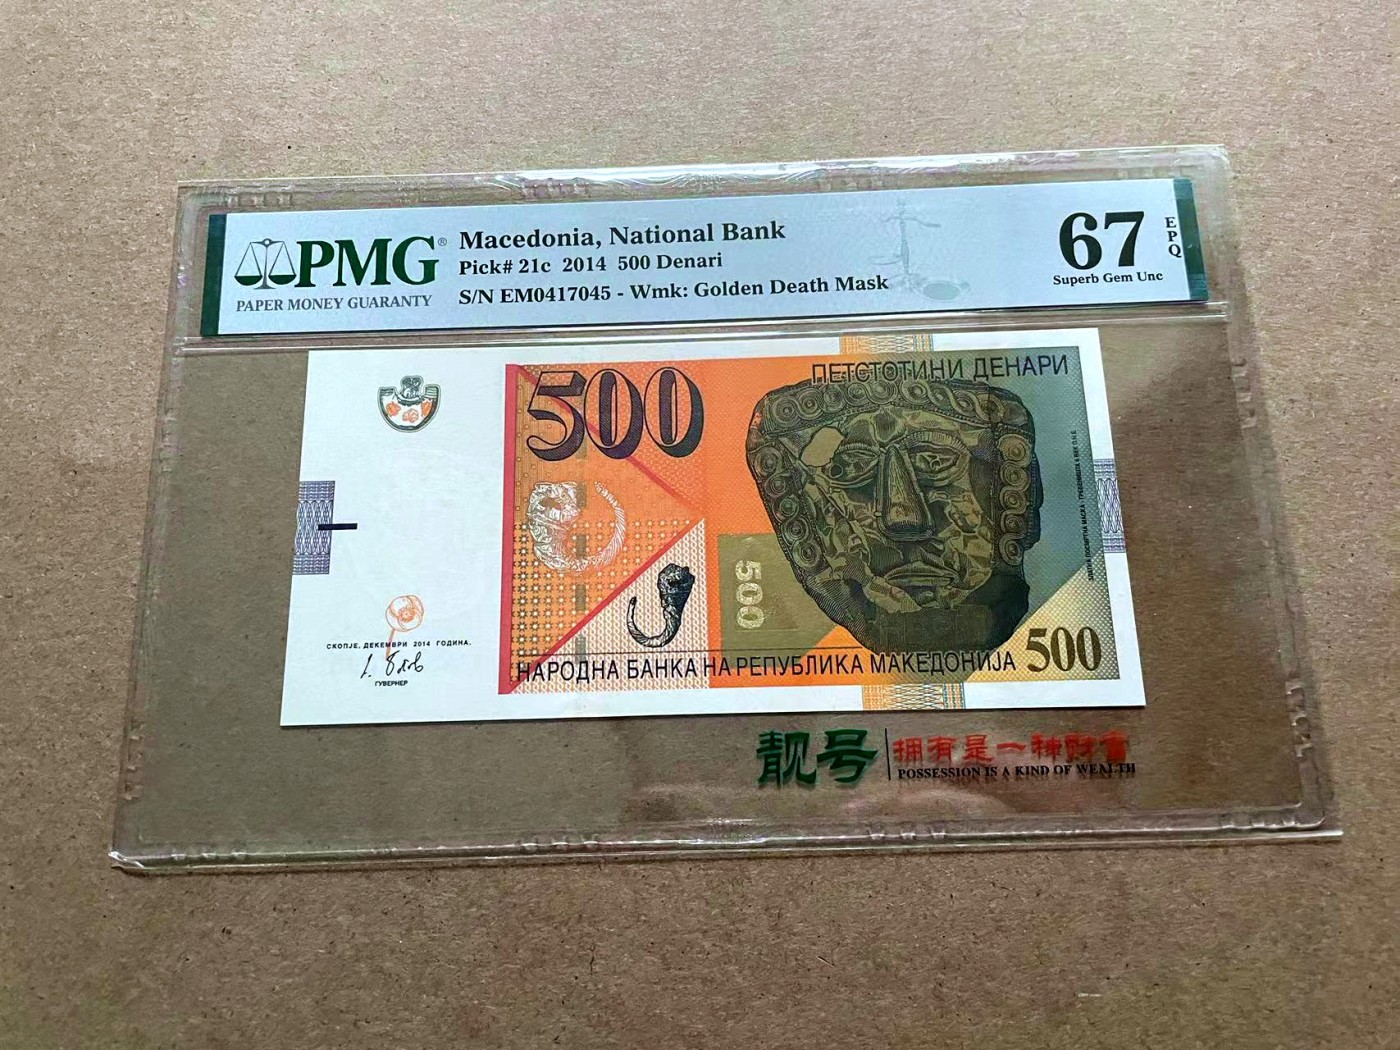 PMG®
PAPER MONEY GUARANTY
Macedonia, National Bank
Pick# 21c 2014 500 Denari
S/N EM0417045 - Wmk: Golden Death Mask
67
EPQ
Superb Gem Unc
500
ПЕТСТОТИНИ ДЕНАРИ
500
СКОПЈЕ, ДЕКЕМВРИ 2014 ГОДИНА.
ГУВЕРНЕР
НАРОДНА БАНКА НА РЕПУБЛИКА МАКЕДОНИЈА
500
靓号
拥有是一种财富
POSSESSION IS A KIND OF WEALTH